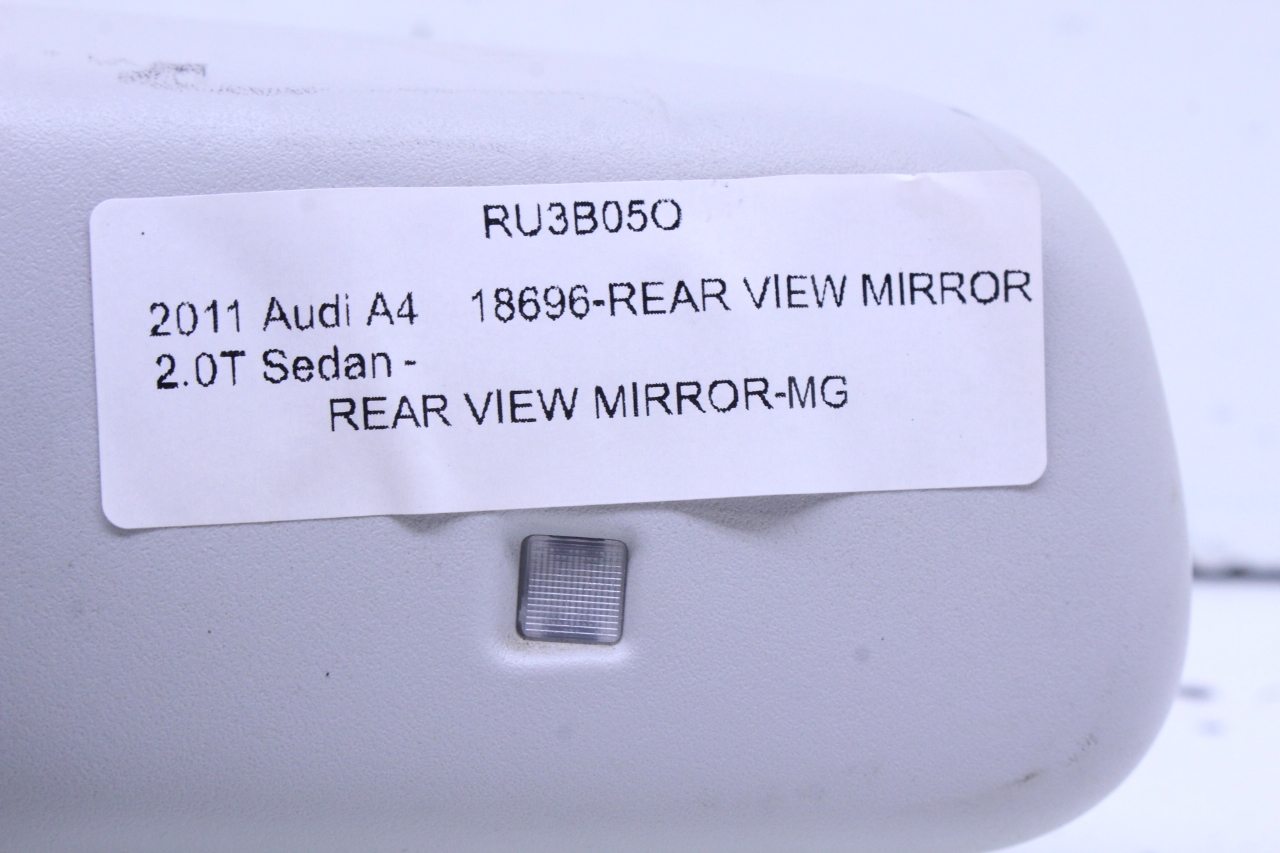 RU3B05O
2011 Audi A4 18696-REAR VIEW MIRROR
2.0T Sedan -
REAR VIEW MIRROR-MG